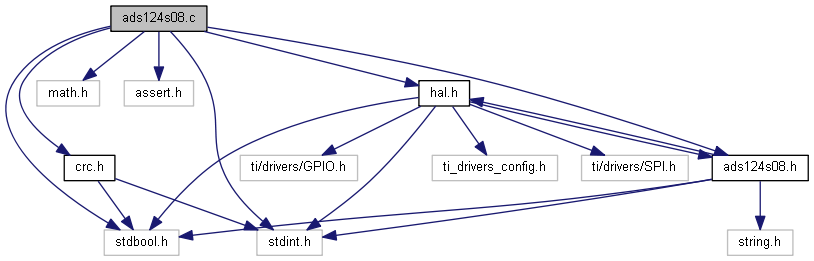 ads124s08.c
math.h
assert.h
hal.h
crc.h
ti/drivers/GPIO.h
ti_drivers_config.h
ti/drivers/SPI.h
ads124s08.h
stdbool.h
stdint.h
string.h